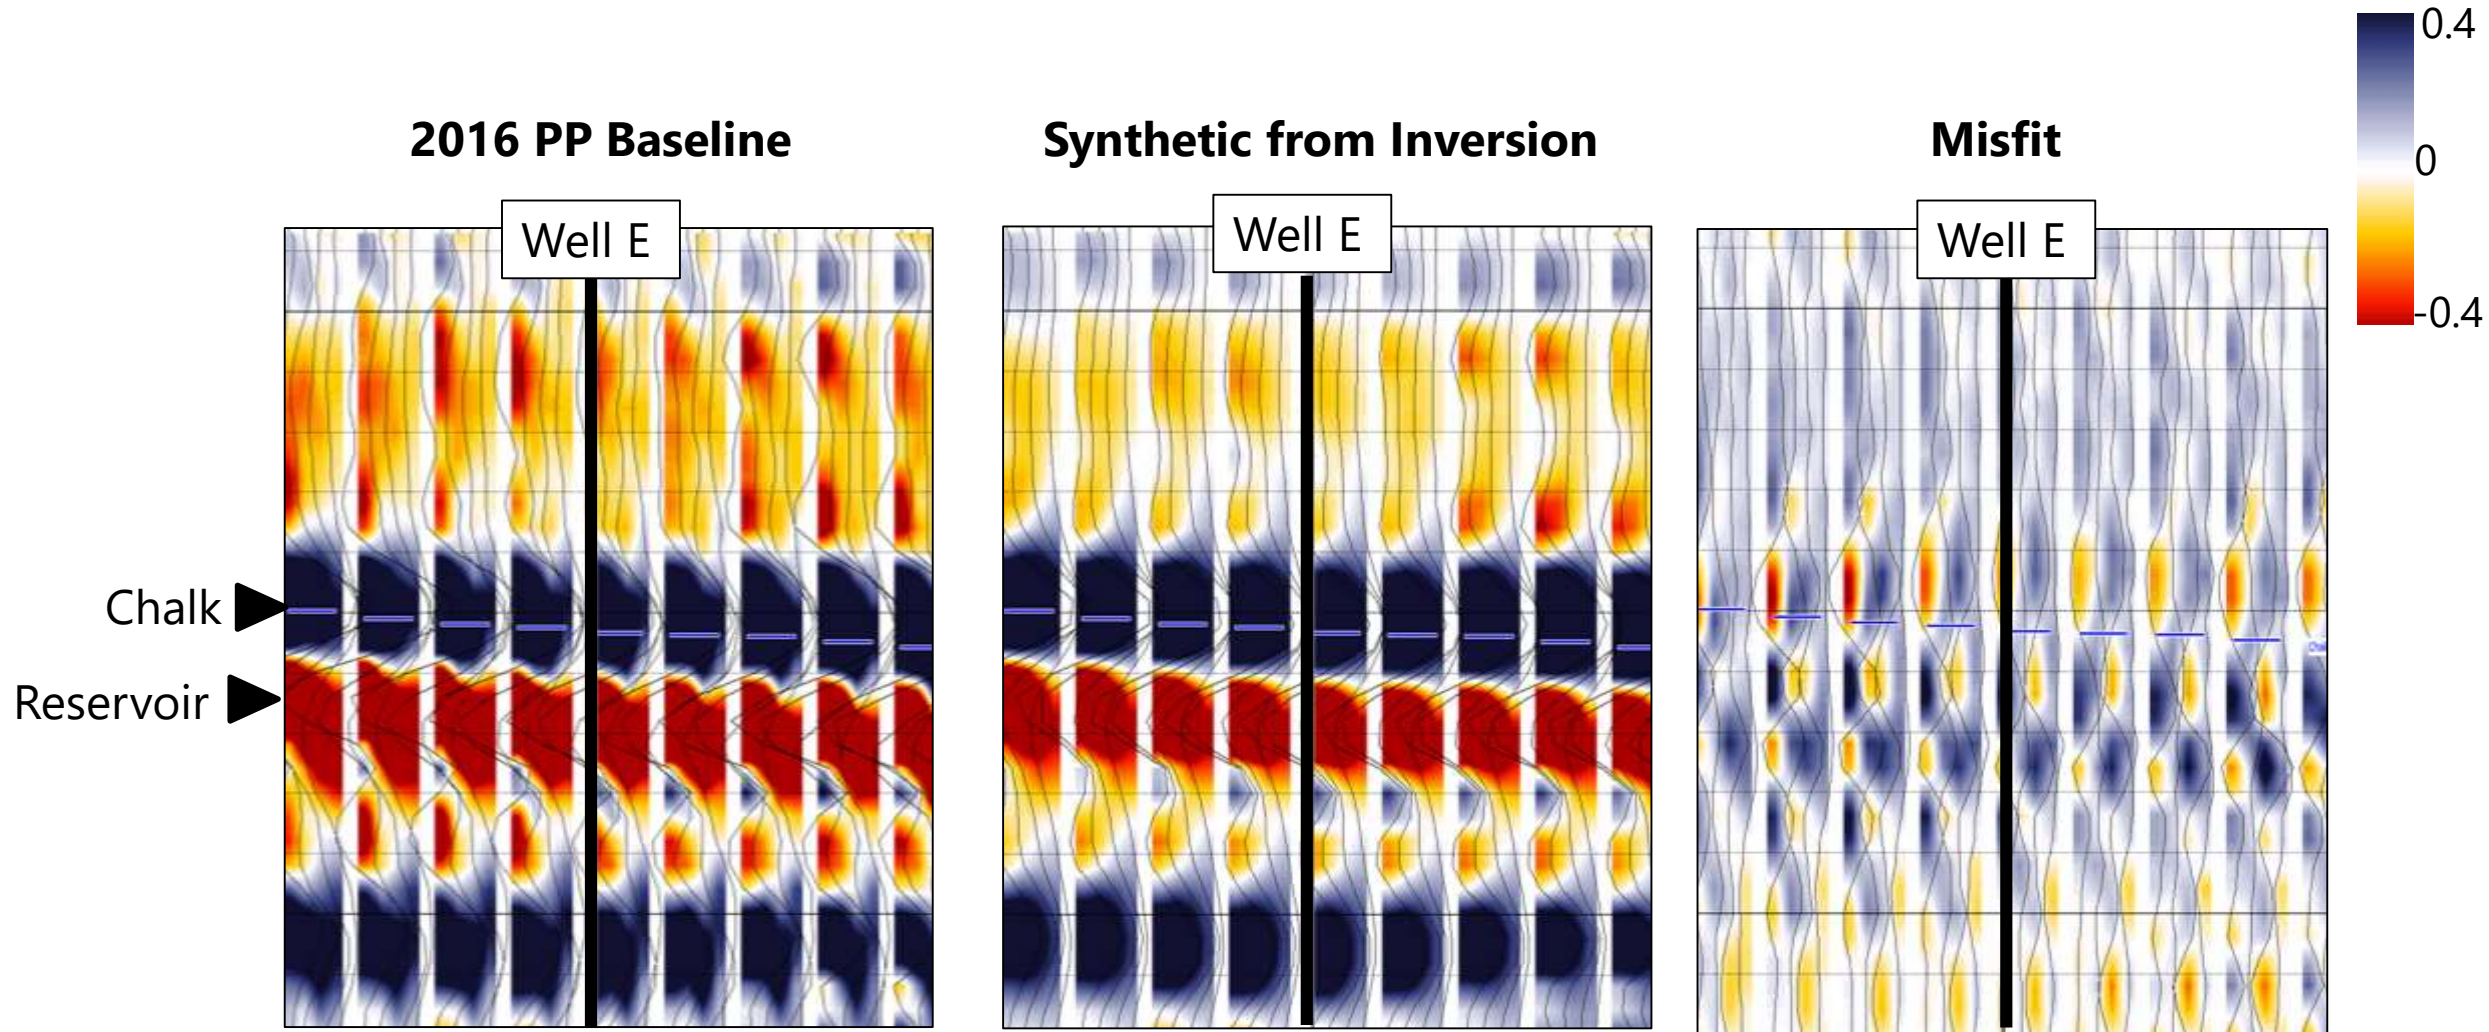 0.4
2016 PP Baseline
Synthetic from Inversion
Misfit
0
Well E
Well E
Well E
-0.4
Chalk
Reservoir